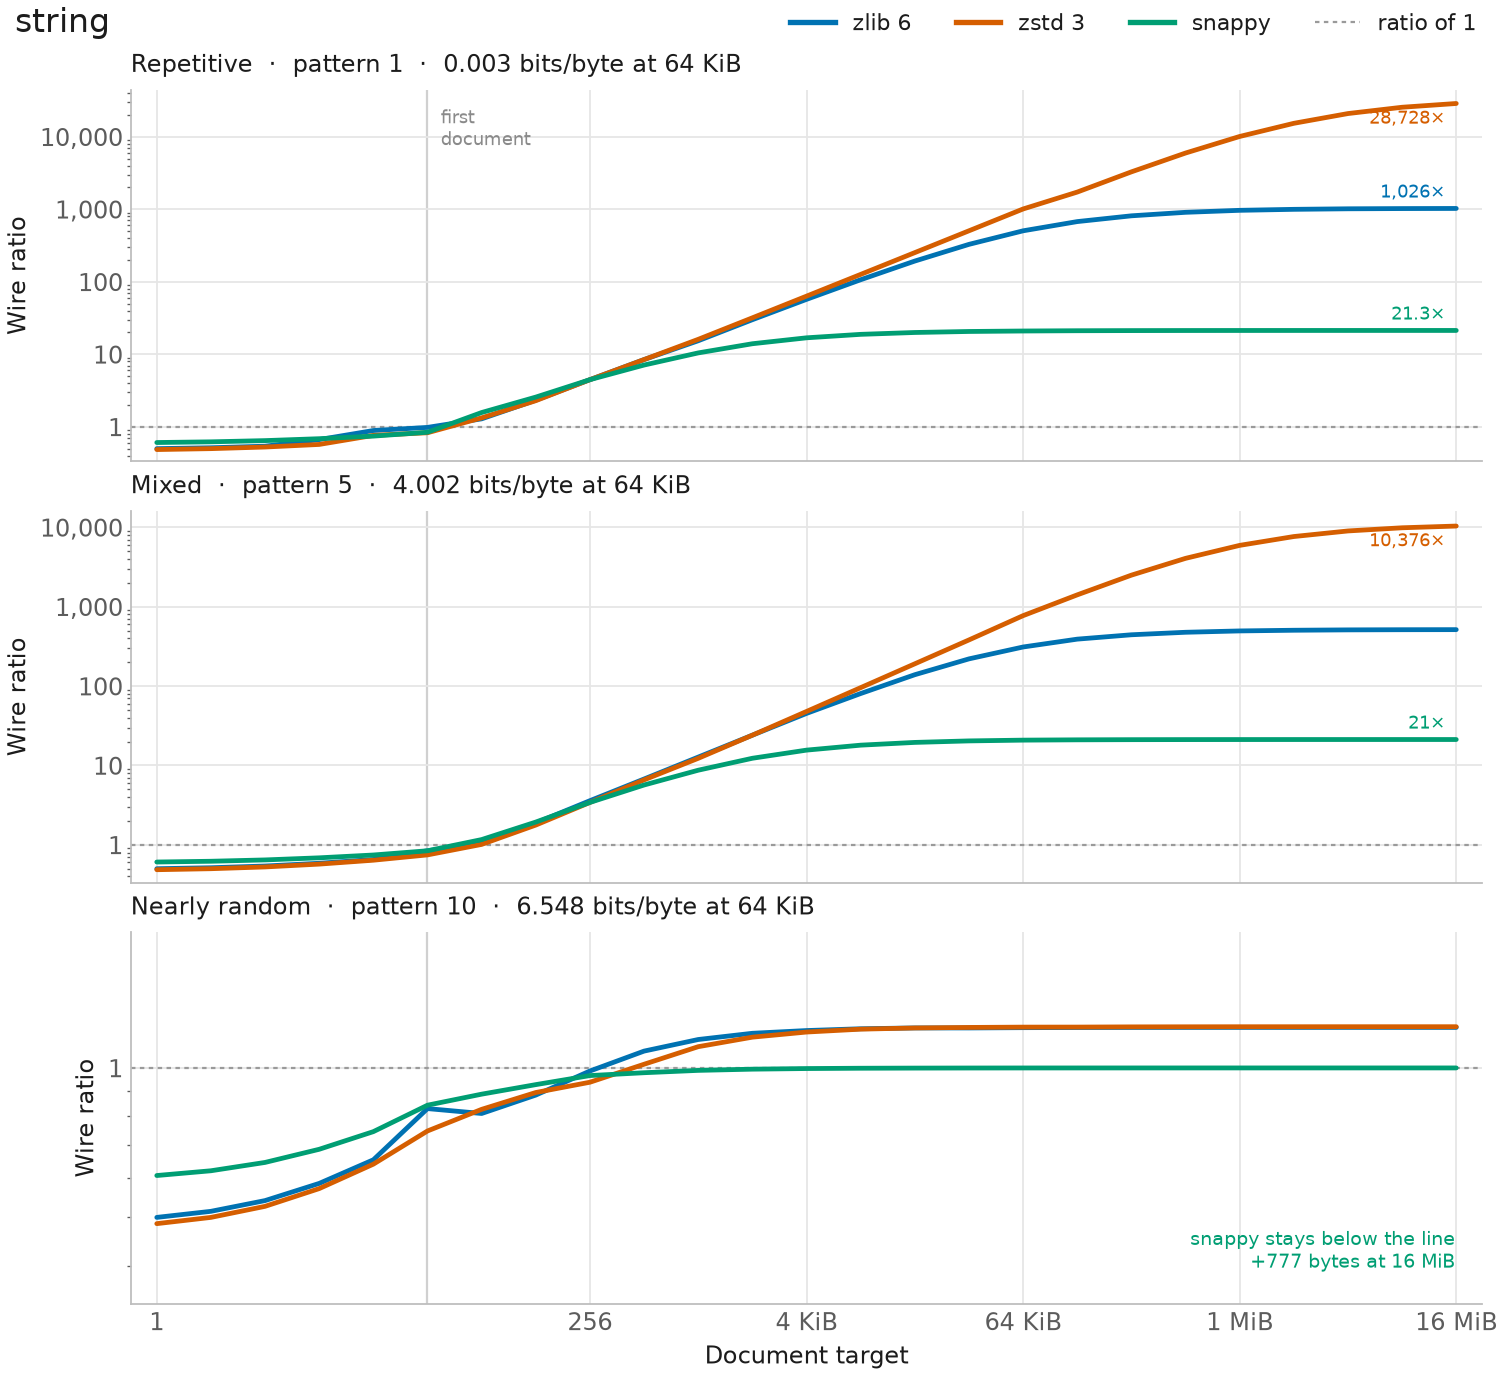 string
zlib 6
zstd 3
snappy
ratio of 1
Repetitive · pattern 1 · 0.003 bits/byte at 64 KiB
first
document
28,728×
10,000
1,026×
1,000
100
21.3×
10
1
Wire ratio
Mixed · pattern 5 · 4.002 bits/byte at 64 KiB
10,000
10,376×
1,000
100
21×
10
1
Wire ratio
Nearly random · pattern 10 · 6.548 bits/byte at 64 KiB
1
Wire ratio
snappy stays below the line
+777 bytes at 16 MiB
1
256
4 KiB
64 KiB
1 MiB
16 MiB
Document target